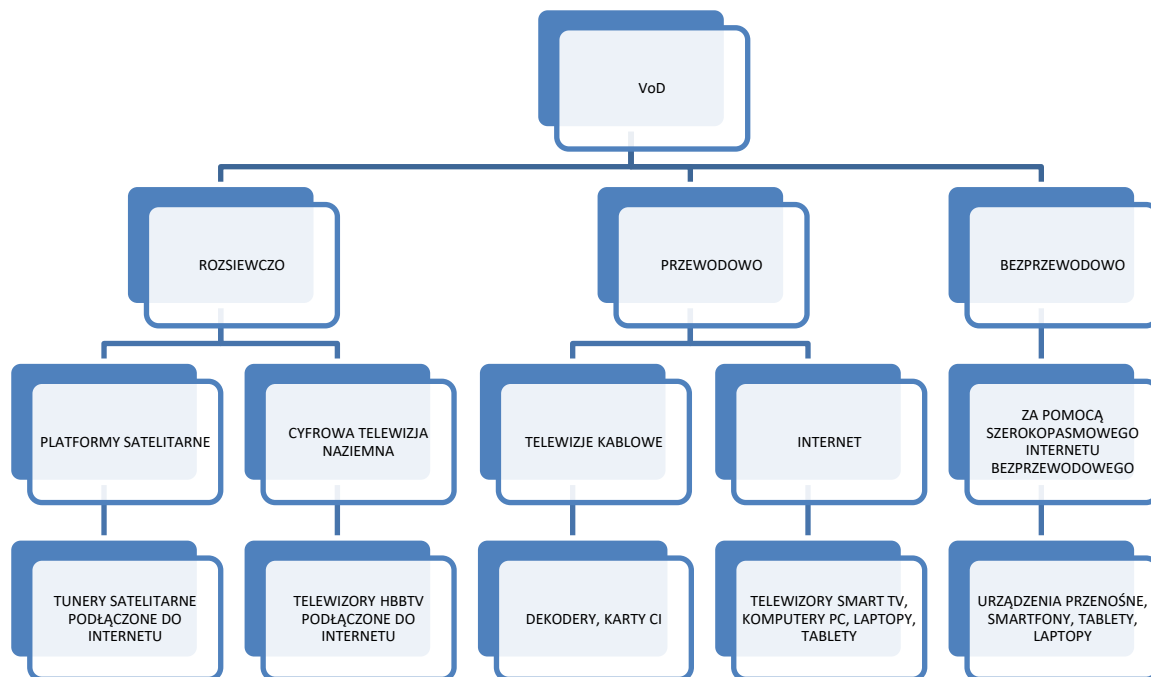 VoD
ROZSIEWCZO
PRZEWODOWO
BEZPRZEWODOWO
PLATFORMY SATELITARNE
CYFROWA TELEWIZJA
NAZIEMNA
TELEWIZJE KABLOWE
INTERNET
ZA POMOCĄ
SZEROKOPASMOWEGO
INTERNETU
BEZPRZEWODOWEGO
TUNERY SATELITARNE
PODŁĄCZONE DO
INTERNETU
TELEWIZORY HBBTV
PODŁĄCZONE DO
INTERNETU
DEKODERY, KARTY CI
TELEWIZORY SMART TV,
KOMPUTERY PC, LAPTOPY,
TABLETY
URZĄDZENIA PRZENOŚNE,
SMARTFONY, TABLETY,
LAPTOPY